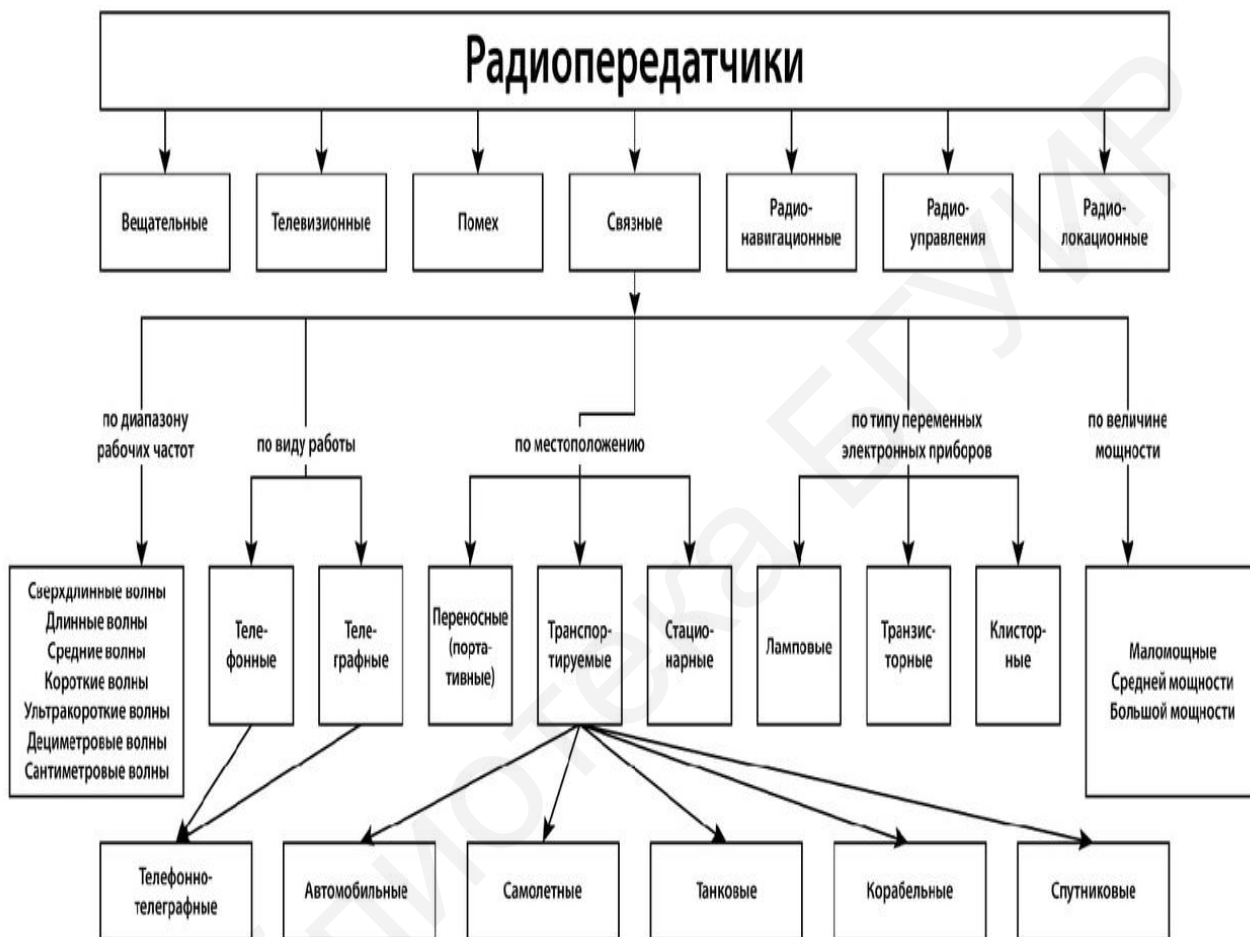 Радиопередатчики
Вещательные
Телевизионные
Помех
Связные
Радио-
навигационные
Радио-
управления
Радио-
локационные
по диапазону
рабочих частот
по виду работы
по местоположению
по типу переменных
электронных приборов
по величине
мощности
Сверхдлинные волны
Длинные волны
Средние волны
Короткие волны
Ультракороткие волны
Дециметровые волны
Сантиметровые волны
Теле-
фонные
Теле-
графные
Переносные
(порта-
тивные)
Транспор-
тируемые
Стацио-
нарные
Ламповые
Транзис-
торные
Клистор-
ные
Маломощные
Средней мощности
Большой мощности
Телефонно-
телеграфные
Автомобильные
Самолетные
Танковые
Корабельные
Спутниковые
блиотека БГУИР